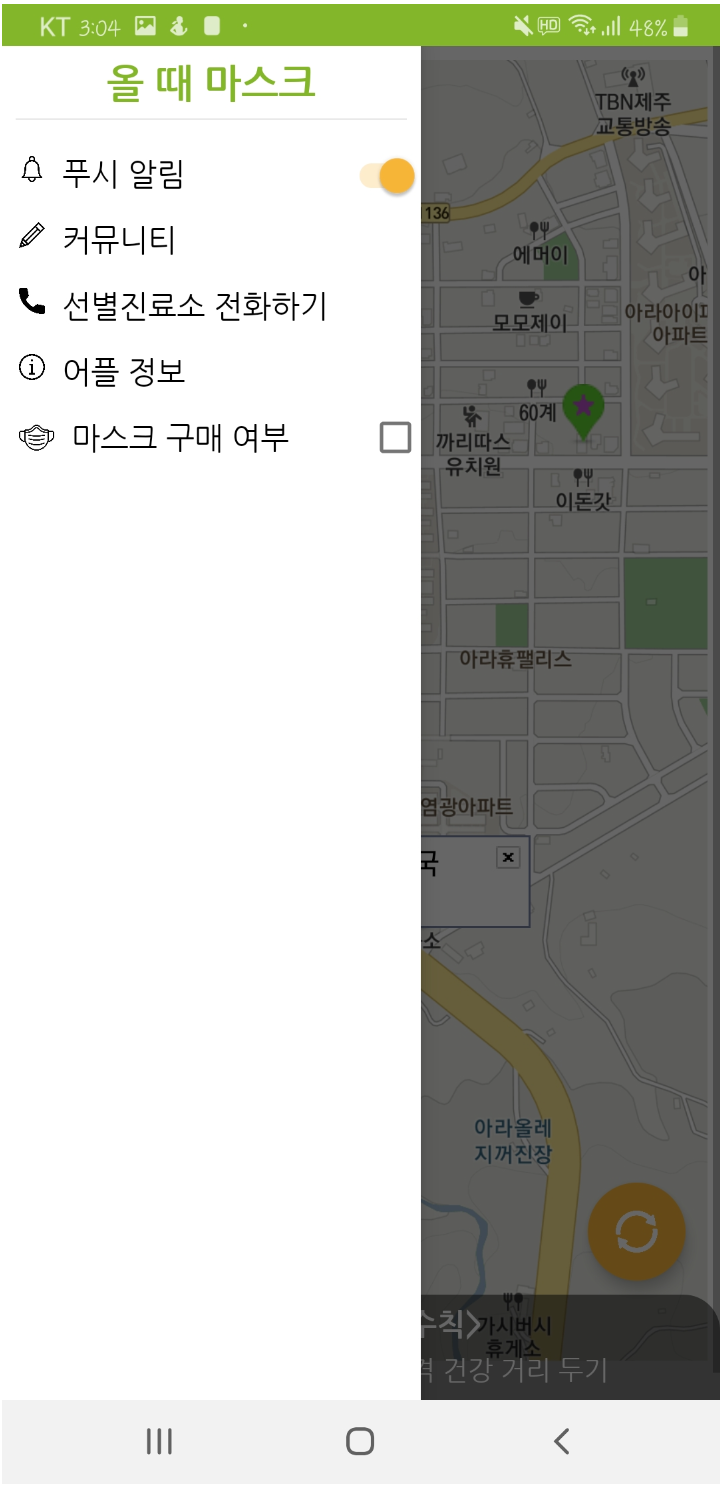 KT 3:04
HD 48%
올 때 마스크
푸시 알림
커뮤니티
선별진료소 전화하기
어플 정보
마스크 구매 여부
TBN제주
교통방송
136
에머이
모모제이
아라아이파
아파트
60계
까리따스
유치원
이돈갓
아라휴팰리스
염광아파트
국
소
아라올레
지꺼진장
수칙>
가시버시
휴게소
격 건강 거리 두기